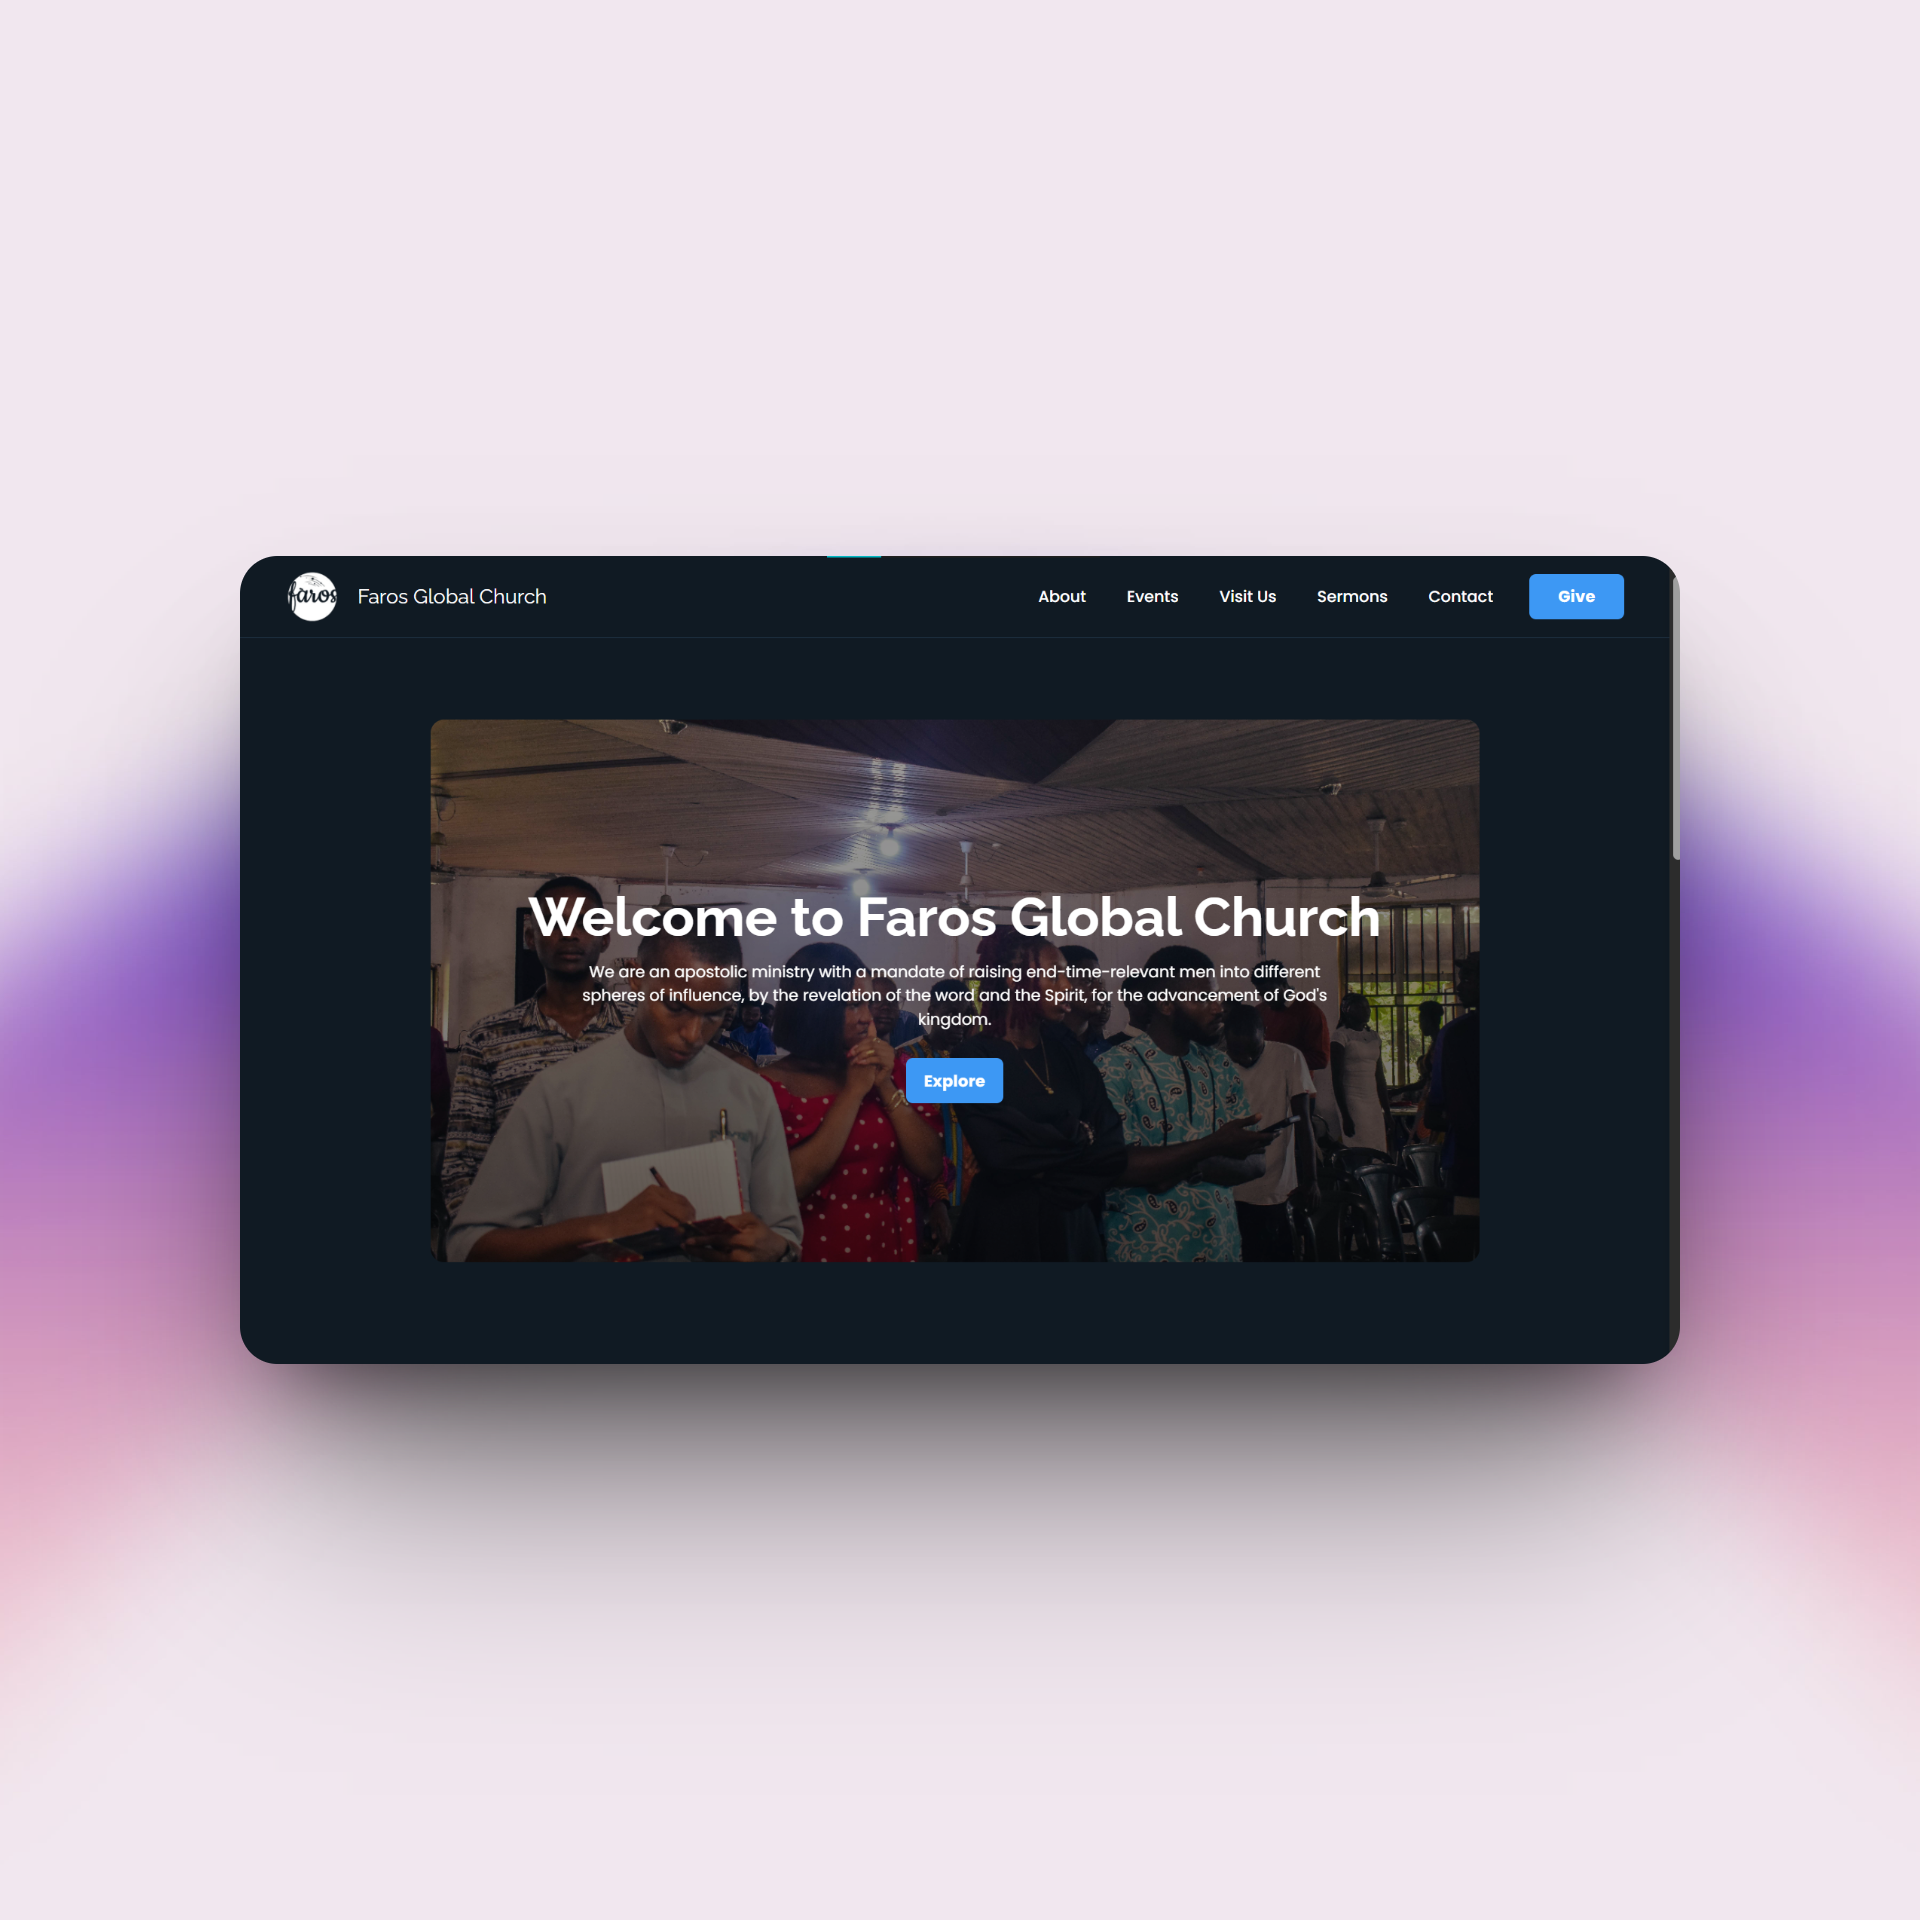 faros
Faros Global Church
About
Events
Visit Us
Sermons
Contact
Give
Welcome to Faros Global Church
We are an apostolic ministry with a mandate of raising end-time-relevant men into different
spheres of influence, by the revelation of the word and the Spirit, for the advancement of God's
kingdom.
Explore